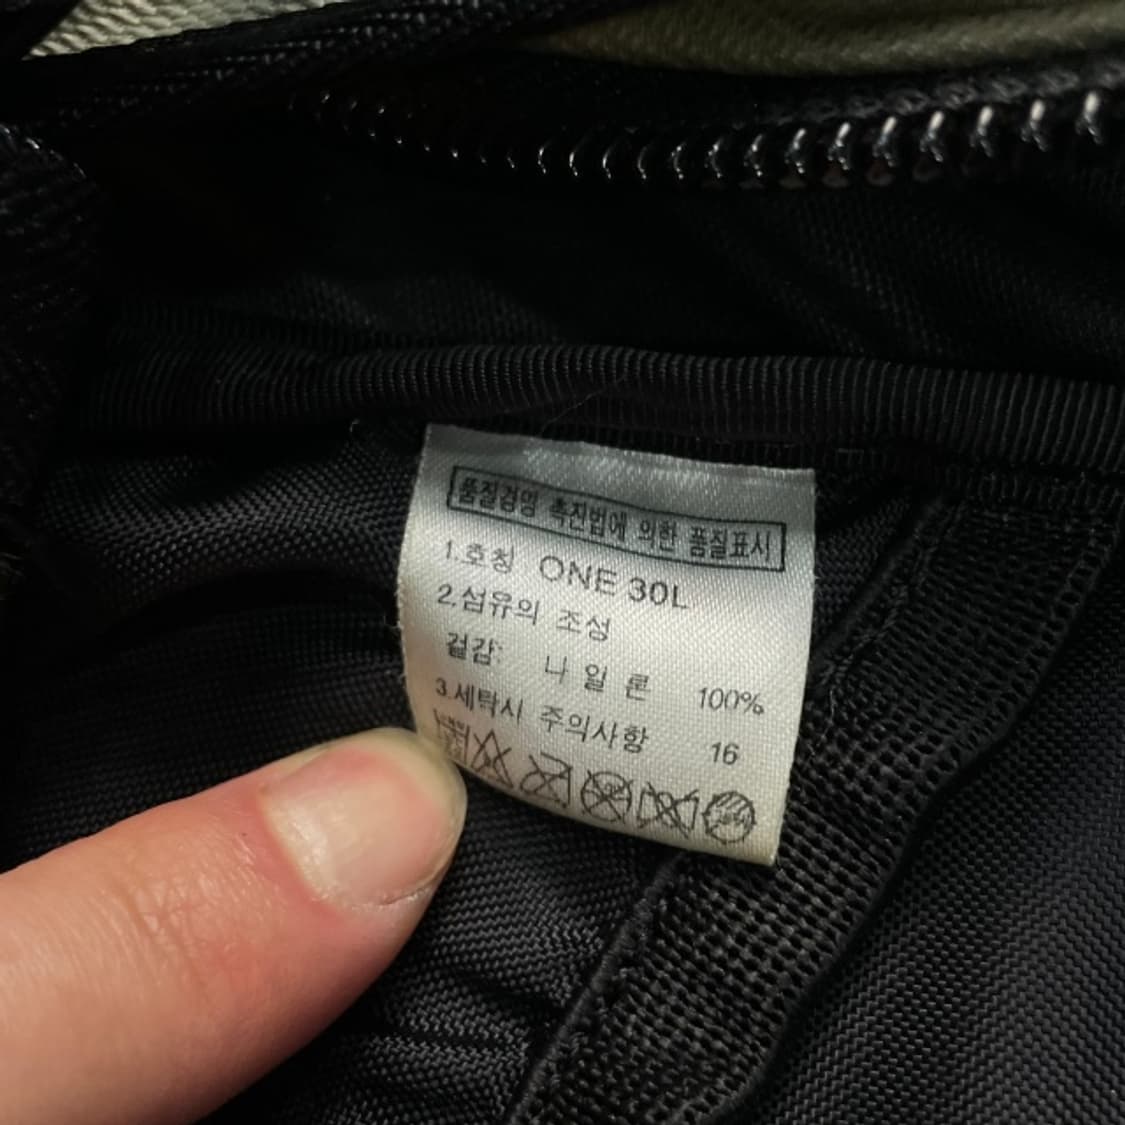 품질경영 촉진법에 의한 품질표시
1.호칭 ONE 30L
2.섬유의 조성
겉감: 나 일 론 100%
3.세탁시 주의사항 16